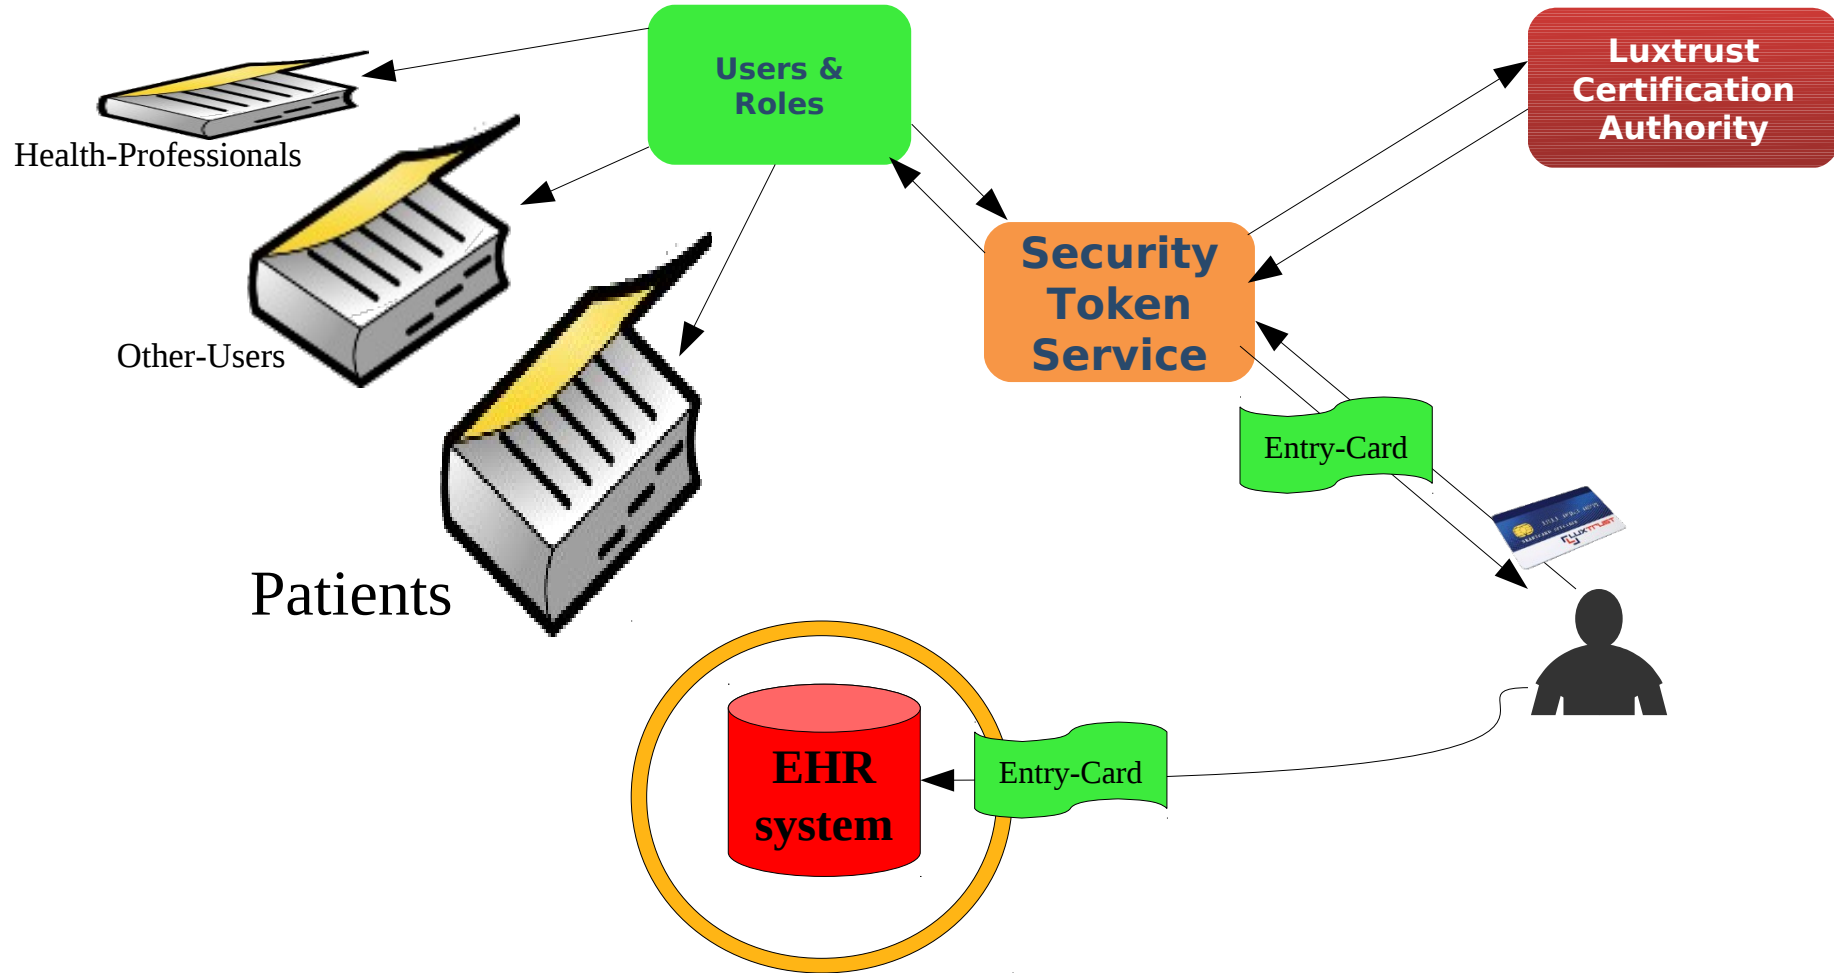 Users &
Roles
Luxtrust
Certification
Authority
Health-Professionals
Security
Token
Service
Other-Users
Entry-Card
LUXTRUST
Patients
EHR
system
Entry-Card